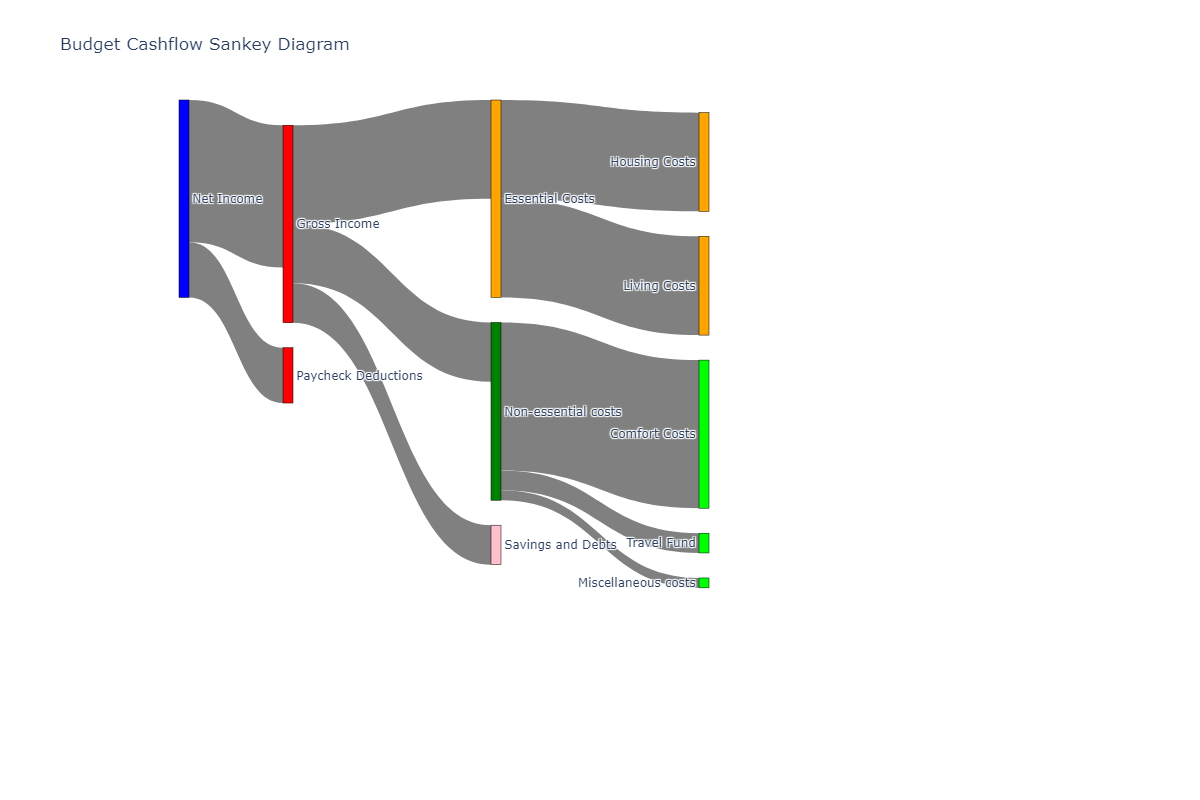 Budget Cashflow Sankey Diagram
Housing Costs
Net Income
Essential Costs
Gross Income
Living Costs
Paycheck Deductions
Non-essential costs
Comfort Costs
Savings and Debts
Travel Fund
Miscellaneous costs